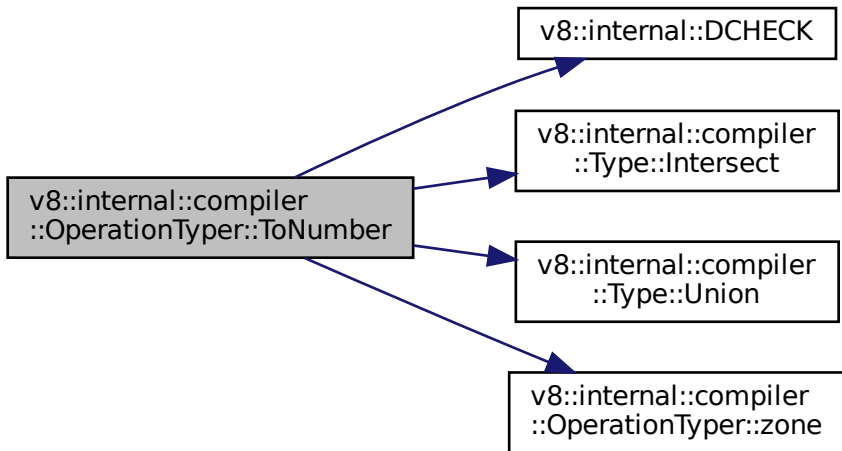 v8::internal::DCHECK
v8::internal::compiler
::Type::Intersect
v8::internal::compiler
::OperationTyper::ToNumber
v8::internal::compiler
::Type::Union
v8::internal::compiler
::OperationTyper::zone